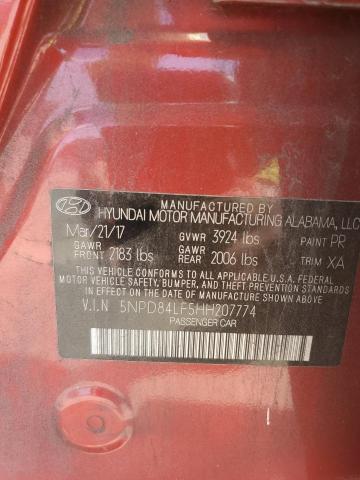 MANUFACTURED BY
HYUNDAI MOTOR MANUFACTURING ALABAMA, LLC
Mar/21/17 GVWR 3924 lbs PAINT PR
GAWR FRONT 2183 lbs GAWR REAR 2006 lbs TRIM XA
THIS VEHICLE CONFORMS TO ALL APPLICABLE U.S.A. FEDERAL
MOTOR VEHICLE SAFETY, BUMPER, AND THEFT PREVENTION
STANDARDS IN EFFECT ON THE DATE OF MANUFACTURE SHOWN ABOVE.
V.I.N 5NPD84LF5HH207774
PASSENGER CAR